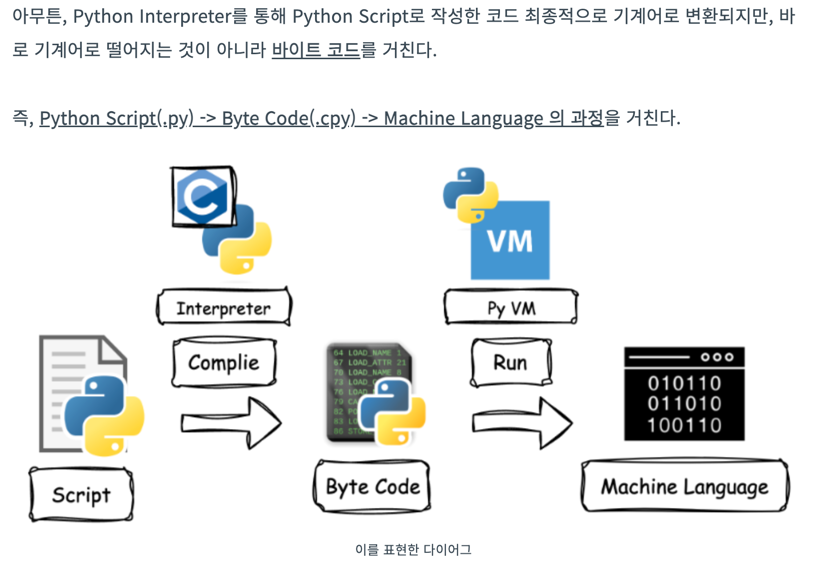 아무튼, Python Interpreter를 통해 Python Script로 작성한 코드 최종적으로 기계어로 변환되지만, 바
로 기계어로 떨어지는 것이 아니라 바이트 코드를 거친다.
즉, Python Script(.py) -> Byte Code(.cpy) -> Machine Language 의 과정을 거친다.
C
VM
Interpreter
Py VM
Complie
Run
64 LOAD_NAME 1
67 LOAD_ATTR 21
70 LOAD_NAME 8
73 LOAD
76 LOAD
79 CA
82 PO
83 LO
86 STO
010110
011010
100110
Script
Byte Code
Machine Language
이를 표현한 다이어그